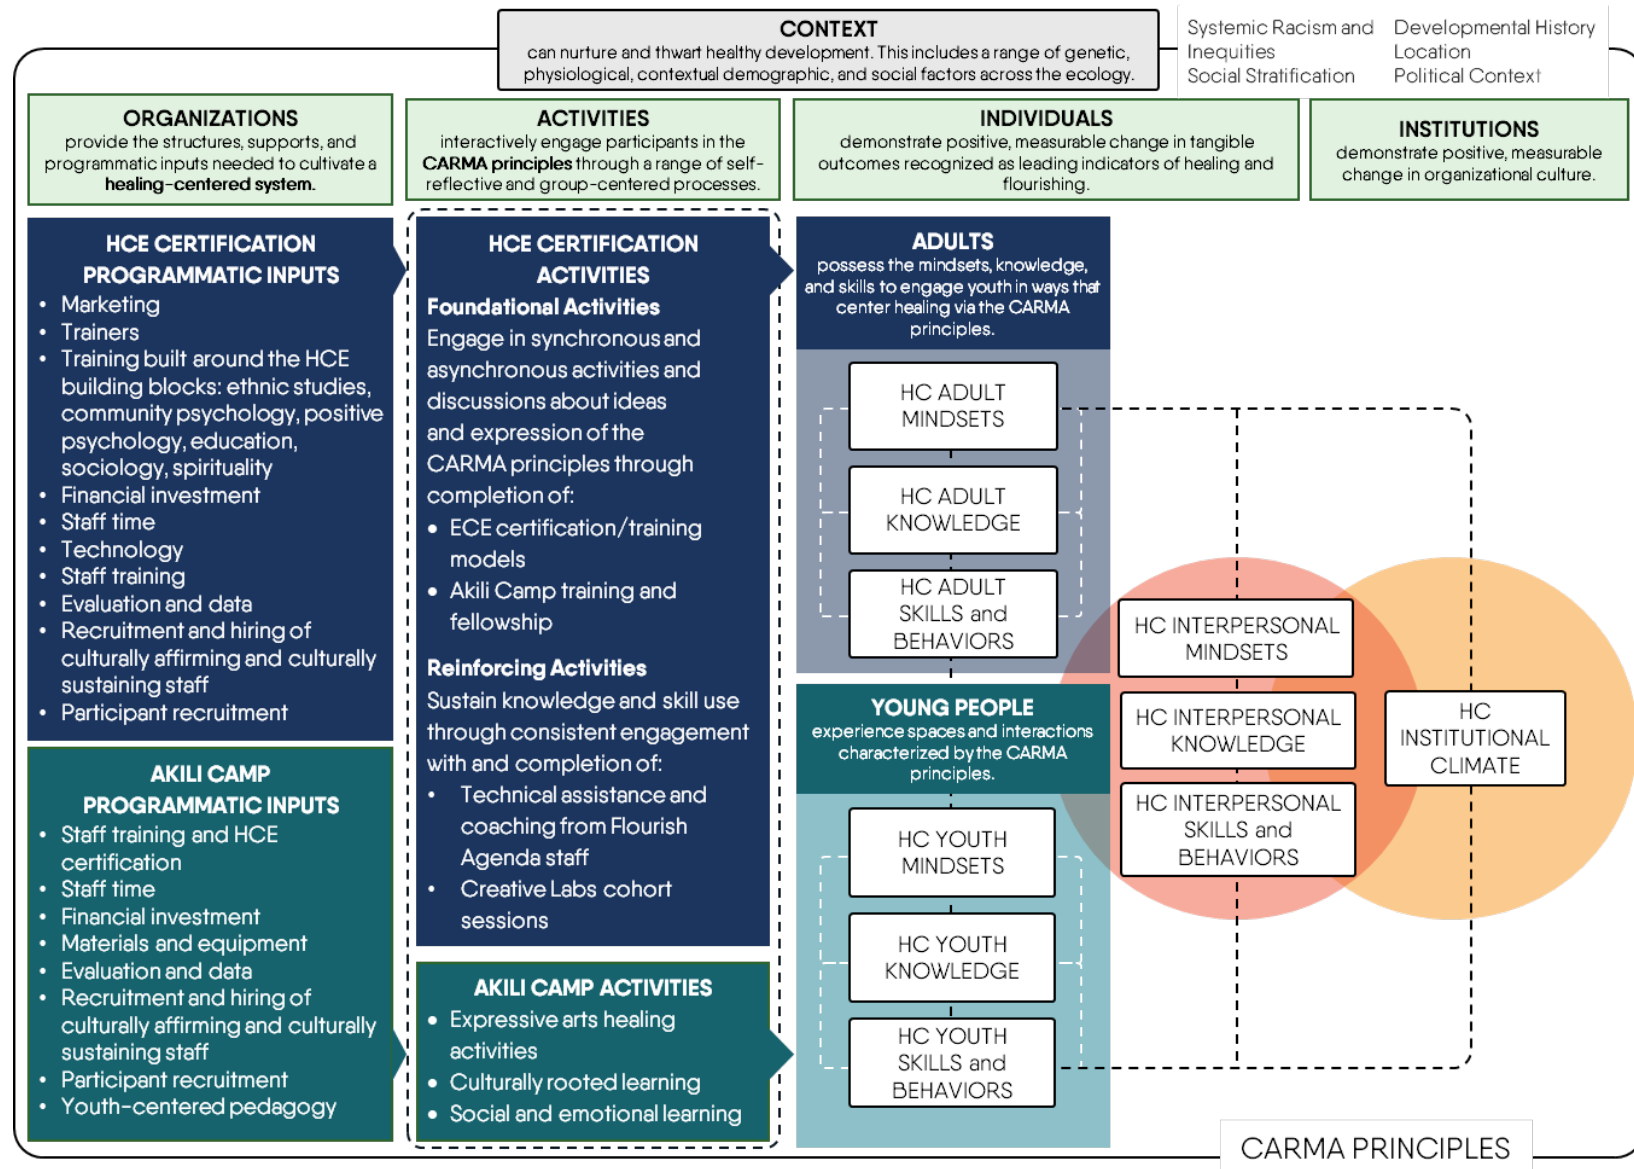 CONTEXT
can nurture and thwart healthy development. This includes a range of genetic,
physiological, contextual demographic, and social factors across the ecology.
Systemic Racism and
Inequities
Social Stratification
Developmental History
Location
Political Context
ORGANIZATIONS
provide the structures, supports, and
programmatic inputs needed to cultivate a
healing-centered system.
ACTIVITIES
interactively engage participants in the
CARMA principles through a range of self-
reflective and group-centered processes.
INDIVIDUALS
demonstrate positive, measurable change in tangible
outcomes recognized as leading indicators of healing and
flourishing.
INSTITUTIONS
demonstrate positive, measurable
change in organizational culture.
HCE CERTIFICATION
PROGRAMMATIC INPUTS
• Marketing
• Trainers
• Training built around the HCE
building blocks: ethnic studies,
community psychology, positive
psychology, education,
sociology, spirituality
• Financial investment
• Staff time
• Technology
• Staff training
• Evaluation and data
• Recruitment and hiring of
culturally affirming and culturally
sustaining staff
• Participant recruitment
AKILI CAMP
PROGRAMMATIC INPUTS
• Staff training and HCE
certification
• Staff time
• Financial investment
• Materials and equipment
• Evaluation and data
• Recruitment and hiring of
culturally affirming and culturally
sustaining staff
• Participant recruitment
• Youth-centered pedagogy
HCE CERTIFICATION
ACTIVITIES
Foundational Activities
Engage in synchronous and
asynchronous activities and
discussions about ideas
and expression of the
CARMA principles through
completion of:
• ECE certification/training
models
• Akili Camp training and
fellowship
Reinforcing Activities
Sustain knowledge and skill use
through consistent engagement
with and completion of:
• Technical assistance and
coaching from Flourish
Agenda staff
• Creative Labs cohort
sessions
AKILI CAMP ACTIVITIES
• Expressive arts healing
activities
• Culturally rooted learning
• Social and emotional learning
ADULTS
possess the mindsets, knowledge,
and skills to engage youth in ways that
center healing via the CARMA
principles.
HC ADULT
MINDSETS
HC ADULT
KNOWLEDGE
HC ADULT
SKILLS and
BEHAVIORS
YOUNG PEOPLE
experience spaces and interactions
characterized by the CARMA
principles.
HC YOUTH
MINDSETS
HC YOUTH
KNOWLEDGE
HC YOUTH
SKILLS and
BEHAVIORS
HC INTERPERSONAL
MINDSETS
HC INTERPERSONAL
KNOWLEDGE
HC INTERPERSONAL
SKILLS and
BEHAVIORS
HC
INSTITUTIONAL
CLIMATE
CARMA PRINCIPLES